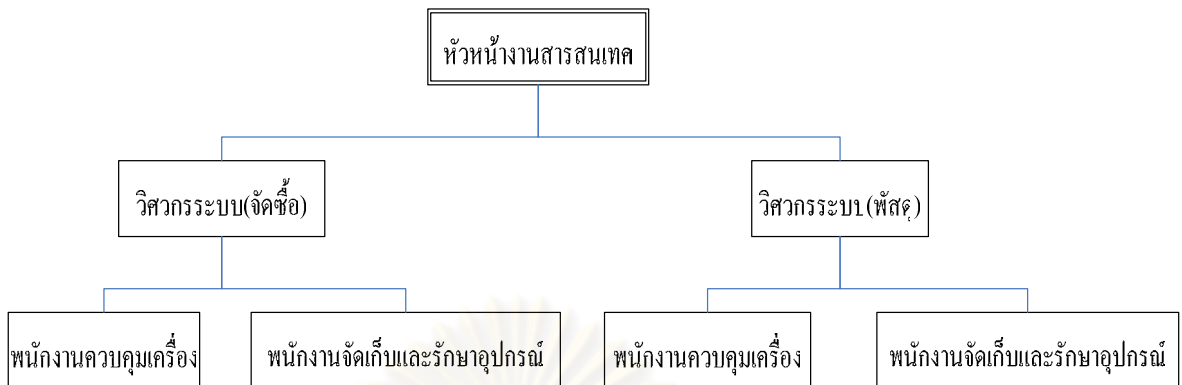 หัวหน้างานสารสนเทศ
วิศวกรระบบ(จัดซื้อ)
วิศวกรระบบ(พัสดุ)
พนักงานควบคุมเครื่อง
พนักงานจัดเก็บและรักษาอุปกรณ์
พนักงานควบคุมเครื่อง
พนักงานจัดเก็บและรักษาอุปกรณ์